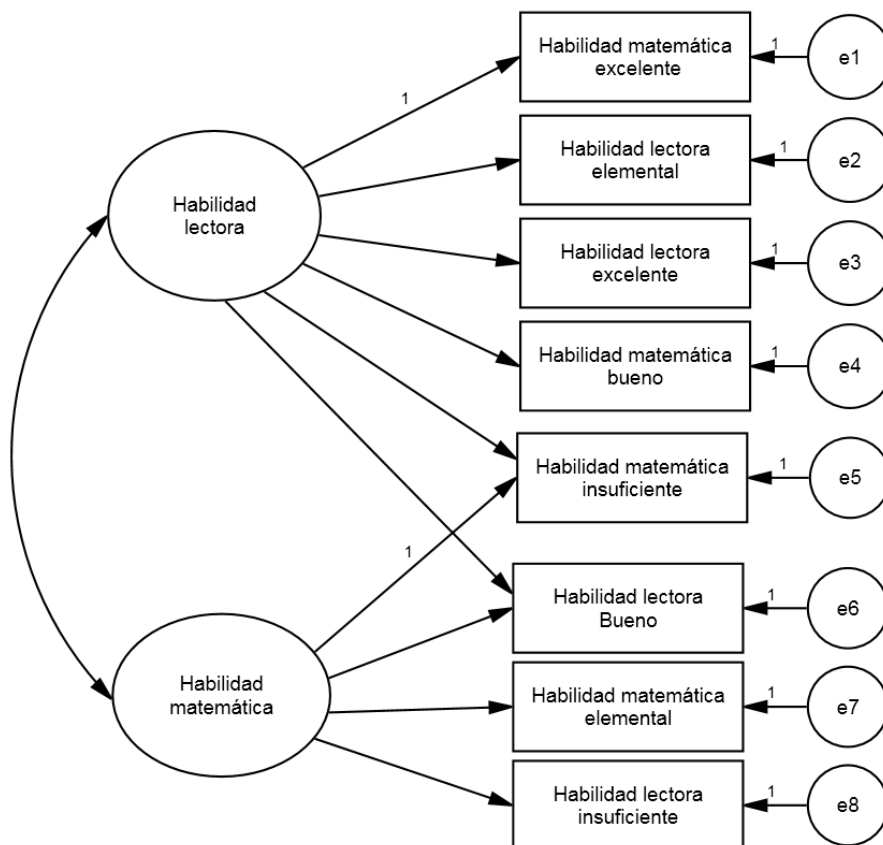 Habilidad matemática
excelente
1
e1
1
Habilidad lectora
elemental
1
e2
Habilidad
lectora
Habilidad lectora
excelente
1
e3
Habilidad matemática
bueno
1
e4
Habilidad matemática
insuficiente
1
e5
1
Habilidad lectora
Bueno
1
e6
Habilidad
matemática
Habilidad matemática
elemental
1
e7
Habilidad lectora
insuficiente
1
e8